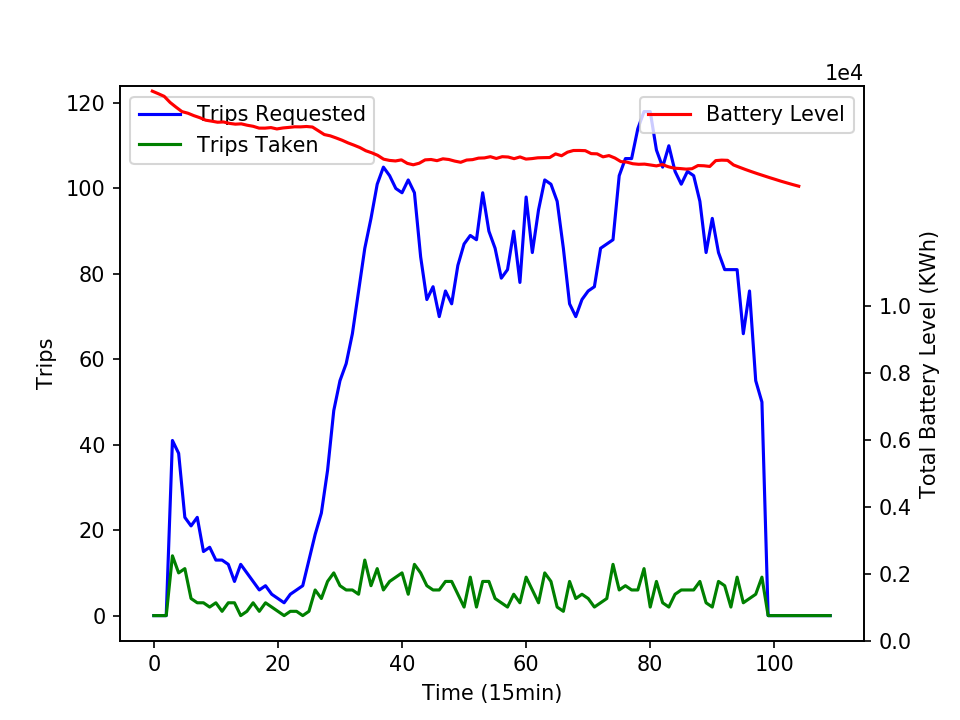 1e4
Trips Requested
Trips Taken
Battery Level
120
100
80
60
40
20
0
Trips
1.0
0.8
0.6
0.4
0.2
0.0
Total Battery Level (KWh)
0 20 40 60 80 100
Time (15min)